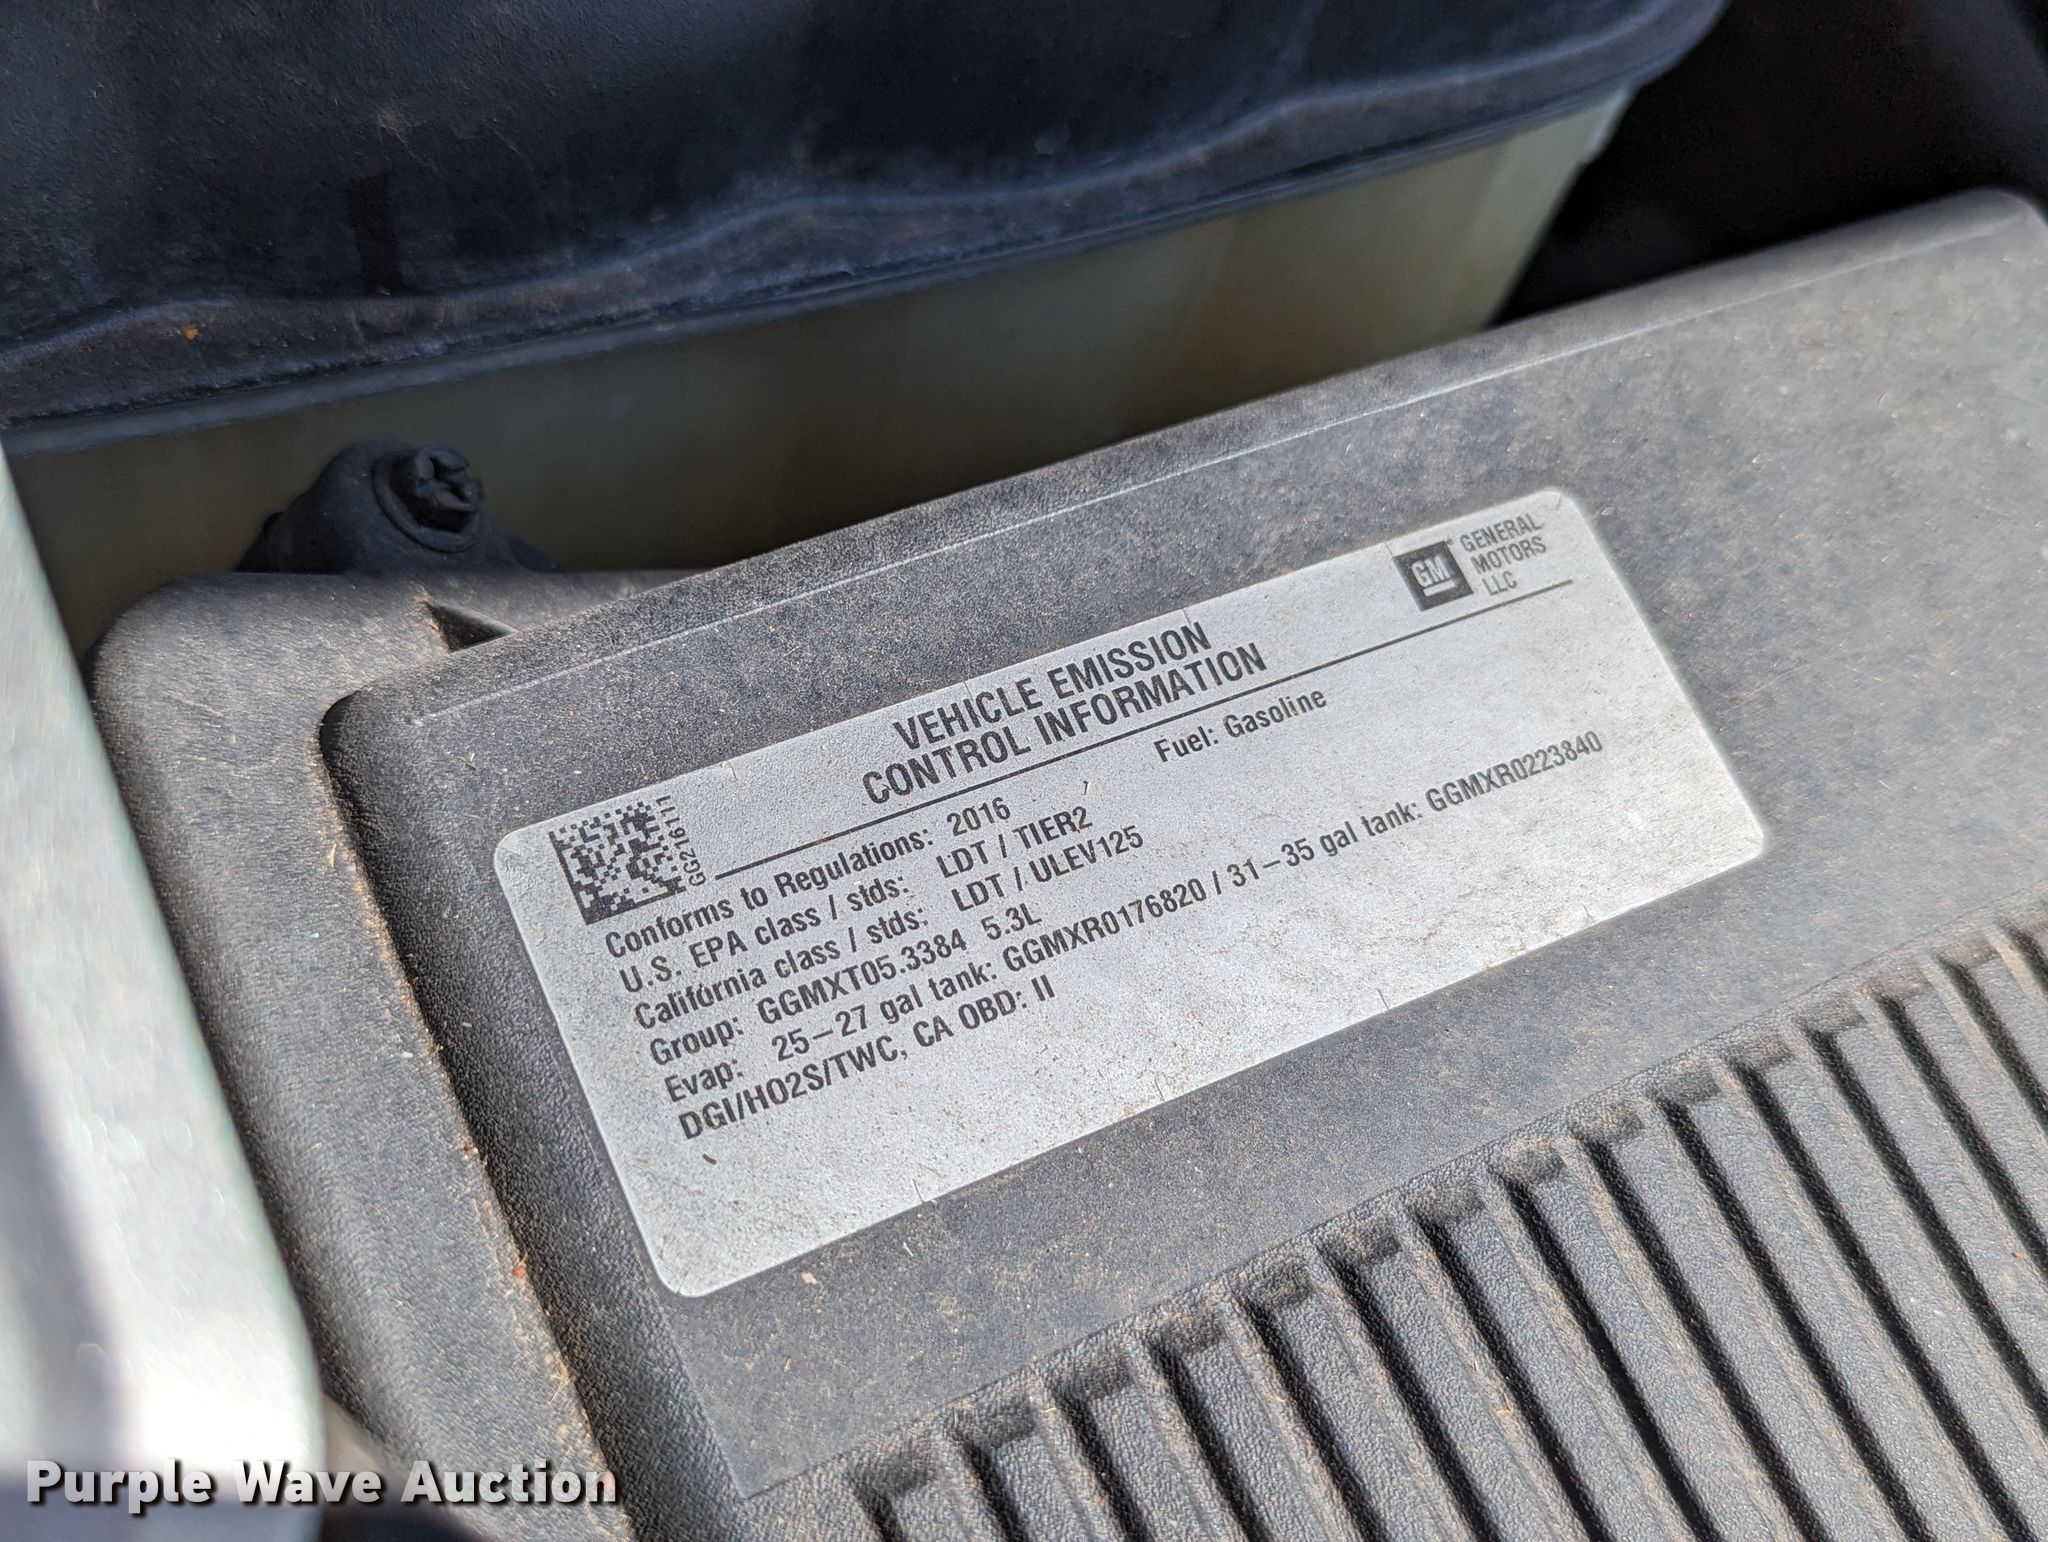 GM
GENERAL
MOTORS
LLC
VEHICLE EMISSION
CONTROL INFORMATION
Conforms to Regulations: 2016 Fuel: Gasoline
U.S. EPA class / stds: LDT / TIER2
California class / stds: LDT / ULEV125
Group: GGMXT05.3384 5.3L
Evap: 25–27 gal tank: GGMXR0176820 / 31–35 gal tank: GGMXR0223840
DGI/HO2S/TWC, CA OBD: II
Purple Wave Auction